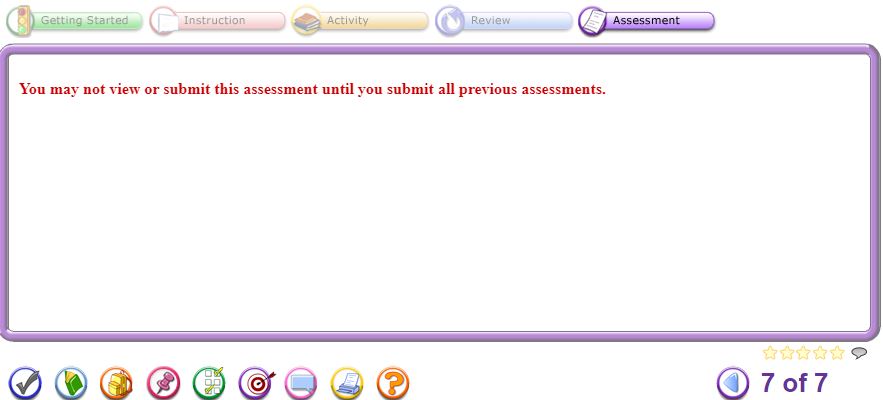 Getting Started Instruction Activity Review Assessment
You may not view or submit this assessment until you submit all previous assessments.
7 of 7